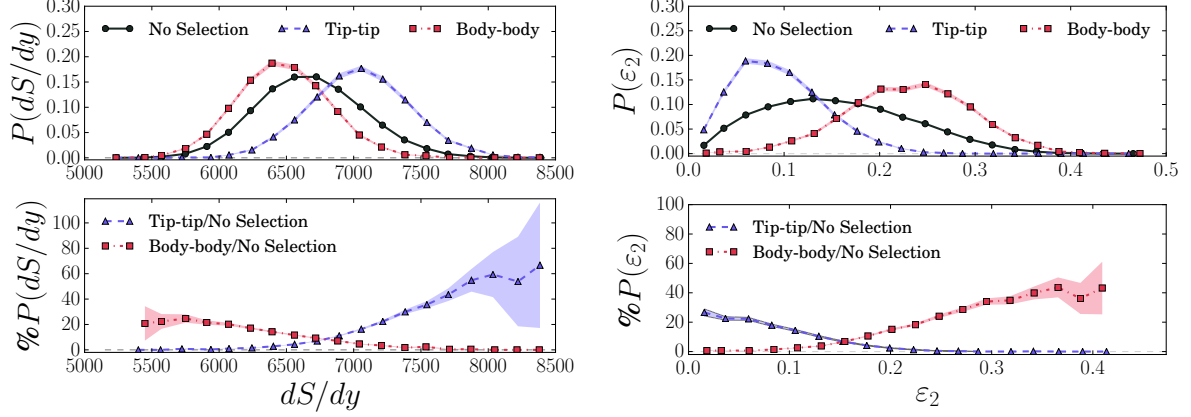 0.30
0.25
0.20
0.15
0.10
0.05
0.00
P(dS/dy)
No Selection
Tip-tip
Body-body
5000 5500 6000 6500 7000 7500 8000 8500
0.30
0.25
0.20
0.15
0.10
0.05
0.00
P(ε₂)
No Selection
Tip-tip
Body-body
0.0 0.1 0.2 0.3 0.4 0.5
100
80
60
40
20
0
%P(dS/dy)
Tip-tip/No Selection
Body-body/No Selection
5000 5500 6000 6500 7000 7500 8000 8500
dS/dy
100
80
60
40
20
0
%P(ε₂)
Tip-tip/No Selection
Body-body/No Selection
0.0 0.1 0.2 0.3 0.4
ε₂